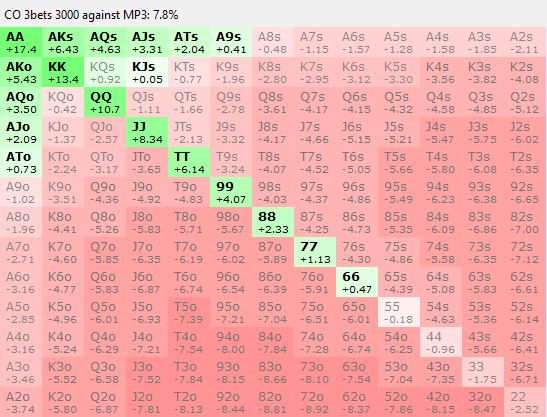 CO 3bets 3000 against MP3: 7.8%
AA AKs AQs AJs ATs A9s A8s A7s A6s A5s A4s A3s A2s
+17.4 +6.43 +4.63 +3.31 +2.04 +0.41 -0.48 -1.15 -1.57 -1.28 -1.58 -1.85 -2.11
AKo KK KQs KJs KTs K9s K8s K7s K6s K5s K4s K3s K2s
+5.43 +13.4 +0.92 +0.05 -0.77 -1.96 -2.80 -2.95 -3.12 -3.30 -3.56 -3.82 -4.08
AQo KQo QQ QJs QTs Q9s Q8s Q7s Q6s Q5s Q4s Q3s Q2s
+3.50 -0.42 +10.7 -1.11 -1.66 -2.78 -3.61 -4.17 -4.15 -4.32 -4.58 -4.85 -5.12
AJo KJo QJo JJ JTs J9s J8s J7s J6s J5s J4s J3s J2s
+2.09 -1.37 -2.57 +8.34 -2.13 -3.32 -4.17 -4.66 -5.15 -5.21 -5.47 -5.75 -6.02
ATo KTo QTo JTo TT T9s T8s T7s T6s T5s T4s T3s T2s
+0.73 -2.24 -3.17 -3.65 +6.14 -3.24 -4.07 -4.52 -5.05 -5.66 -5.80 -6.08 -6.35
A9o K9o Q9o J9o T9o 99 98s 97s 96s 95s 94s 93s 92s
-1.02 -3.51 -4.36 -4.92 -4.83 +4.07 -4.03 -4.37 -4.86 -5.49 -6.23 -6.38 -6.65
A8o K8o Q8o J8o T8o 98o 88 87s 86s 85s 84s 83s 82s
-1.96 -4.41 -5.26 -5.83 -5.71 -5.67 +2.33 -4.25 -4.73 -5.35 -6.09 -6.86 -7.00
A7o K7o Q7o J7o T7o 97o 87o 77 76s 75s 74s 73s 72s
-2.71 -4.60 -5.85 -6.35 -6.19 -6.02 -5.89 +1.13 -4.30 -4.86 -5.58 -6.35 -7.12
A6o K6o Q6o J6o T6o 96o 86o 76o 66 65s 64s 63s 62s
-3.16 -4.77 -5.83 -6.87 -6.74 -6.54 -6.39 -5.91 +0.47 -4.39 -5.08 -5.83 -6.61
A5o K5o Q5o J5o T5o 95o 85o 75o 65o 55 54s 53s 52s
-2.85 -4.96 -6.01 -6.93 -7.39 -7.21 -7.04 -6.51 -6.01 -0.18 -4.63 -5.36 -6.14
A4o K4o Q4o J4o T4o 94o 84o 74o 64o 54o 44 43s 42s
-3.16 -5.24 -6.29 -7.21 -7.54 -8.00 -7.84 -7.28 -6.74 -6.25 -0.96 -5.66 -6.41
A3o K3o Q3o J3o T3o 93o 83o 73o 63o 53o 43o 33 32s
-3.46 -5.52 -6.58 -7.52 -7.84 -8.15 -8.66 -8.10 -7.54 -7.04 -7.35 -1.75 -6.71
A2o K2o Q2o J2o T2o 92o 82o 72o 62o 52o 42o 32o 22
-3.74 -5.80 -6.87 -7.81 -8.13 -8.44 -8.81 -8.92 -8.37 -7.86 -8.15 -8.47 -2.52